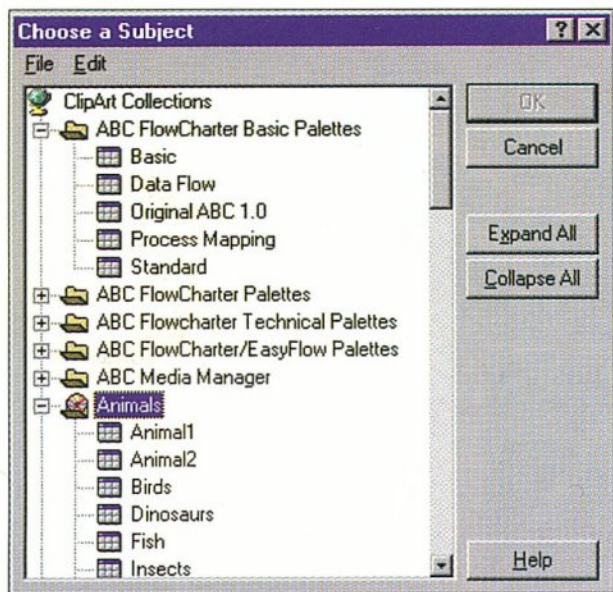 Choose a Subject
File Edit
ClipArt Collections
ABC FlowCharter Basic Palettes
Basic
Data Flow
Original ABC 1.0
Process Mapping
Standard
ABC FlowCharter Palettes
ABC Flowcharter Technical Palettes
ABC FlowCharter/EasyFlow Palettes
ABC Media Manager
Animals
Animal1
Animal2
Birds
Dinosaurs
Fish
Insects
OK
Cancel
Expand All
Collapse All
Help